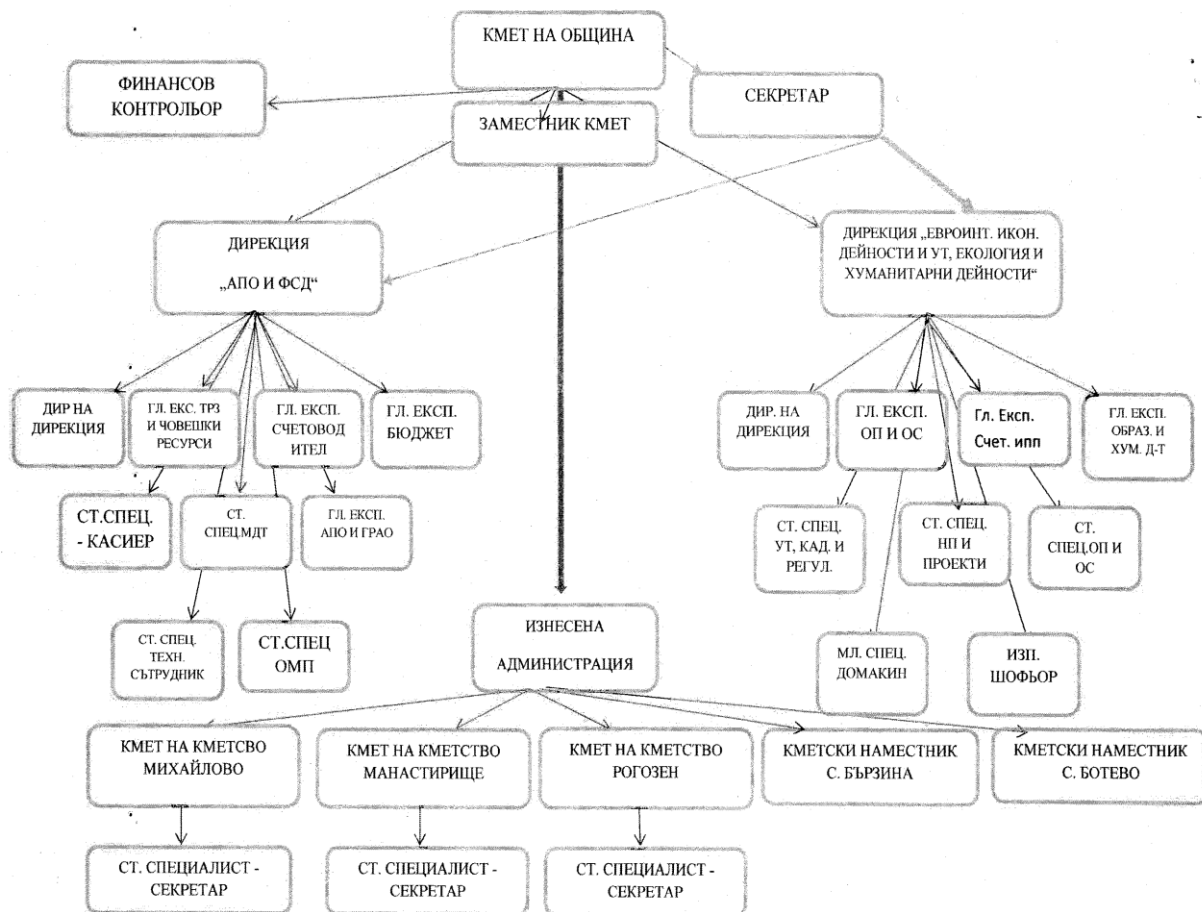 КМЕТ НА ОБЩИНА
ФИНАНСОВ
КОНТРОЛЬОР
СЕКРЕТАР
ЗАМЕСТНИК КМЕТ
ДИРЕКЦИЯ
„АПО И ФСД“
ДИРЕКЦИЯ „ЕВРОИНТ. ИКОН.
ДЕЙНОСТИ И УТ, ЕКОЛОГИЯ И
ХУМАНИТАРНИ ДЕЙНОСТИ“
ДИР НА
ДИРЕКЦИЯ
ГЛ. ЕКС. ТРЗ
И ЧОВЕШКИ
РЕСУРСИ
ГЛ. ЕКСП.
СЧЕТОВОД
ИТЕЛ
ГЛ. ЕКСП.
БЮДЖЕТ
ДИР. НА
ДИРЕКЦИЯ
ГЛ. ЕКСП.
ОП И ОС
Гл. Експ.
Счет. ипп
ГЛ. ЕКСП.
ОБРАЗ. И
ХУМ. Д-Т
СТ.СПЕЦ.
- КАСИЕР
СТ.
СПЕЦ.МДТ
ГЛ. ЕКСП.
АПО И ГРАО
СТ. СПЕЦ.
УТ, КАД. И
РЕГУЛ.
СТ. СПЕЦ.
НП И
ПРОЕКТИ
СТ.
СПЕЦ.ОП И
ОС
СТ. СПЕЦ.
ТЕХН.
СЪТРУДНИК
СТ.СПЕЦ
ОМП
ИЗНЕСЕНА
АДМИНИСТРАЦИЯ
МЛ. СПЕЦ.
ДОМАКИН
ИЗП.
ШОФЬОР
КМЕТ НА КМЕТСВО
МИХАЙЛОВО
КМЕТ НА КМЕТСТВО
МАНАСТИРИЩЕ
КМЕТ НА КМЕТСТВО
РОГОЗЕН
КМЕТСКИ НАМЕСТНИК
С. БЪРЗИНА
КМЕТСКИ НАМЕСТНИК
С. БОТЕВО
СТ. СПЕЦИАЛИСТ -
СЕКРЕТАР
СТ. СПЕЦИАЛИСТ -
СЕКРЕТАР
СТ. СПЕЦИАЛИСТ -
СЕКРЕТАР